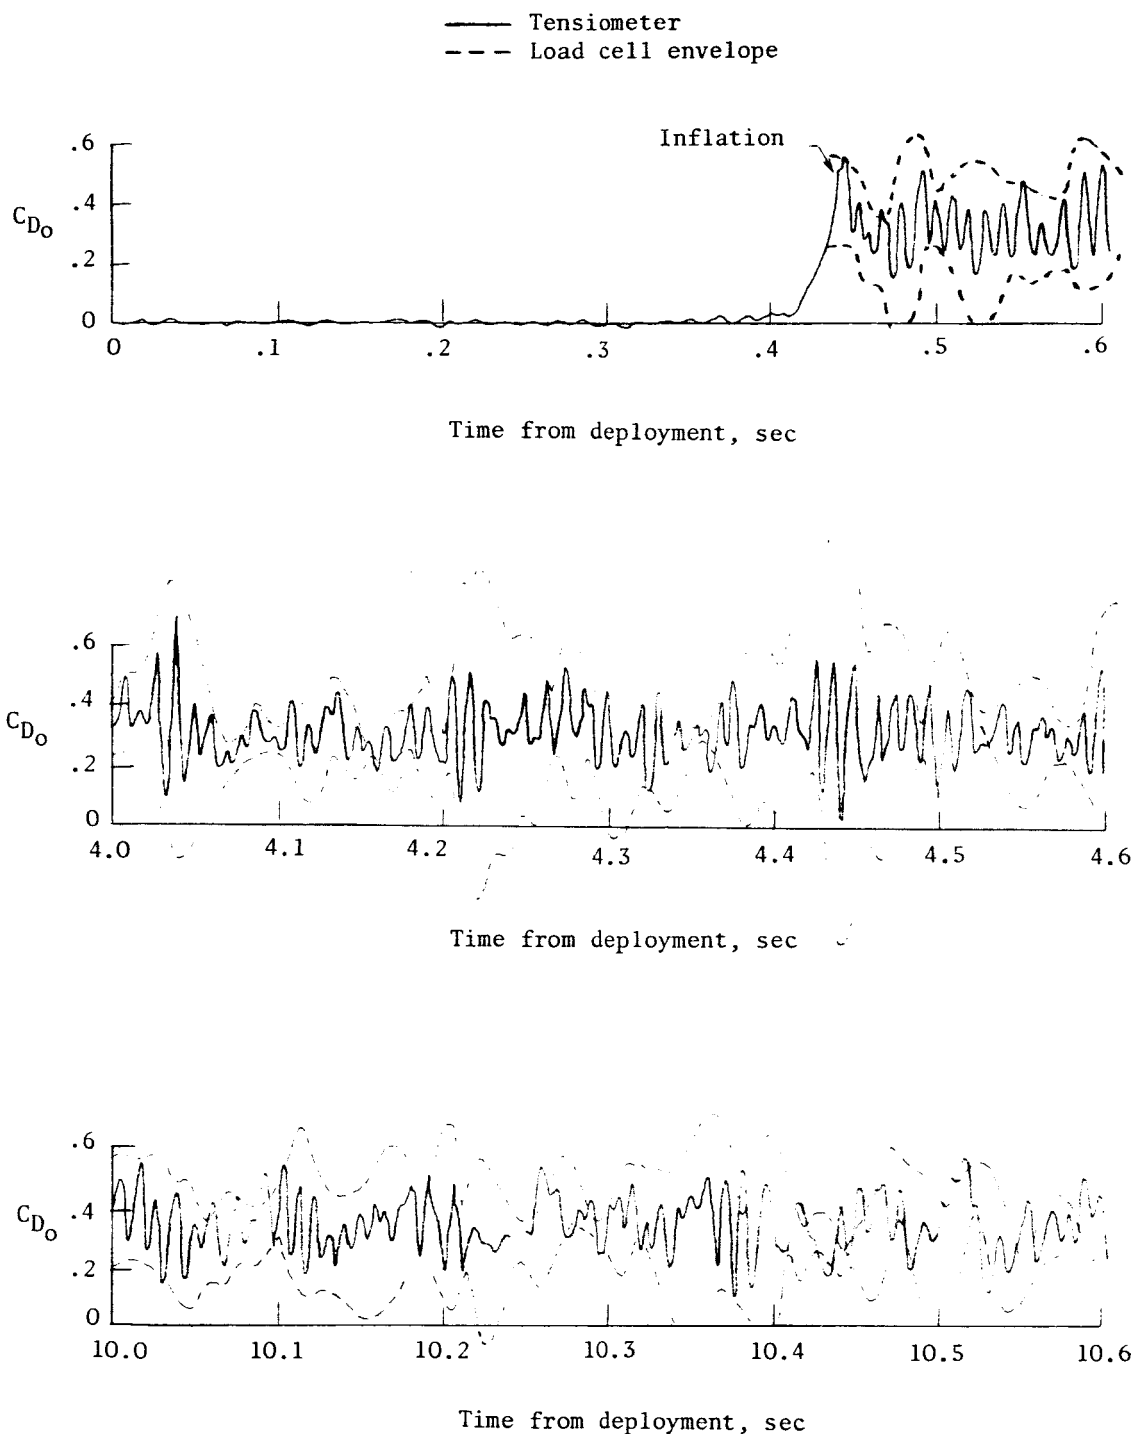 Tensiometer
Load cell envelope
Inflation
.6
.4
.2
0
C_{D_o}
0 .1 .2 .3 .4 .5 .6
Time from deployment, sec
.6
.4
.2
0
C_{D_o}
4.0 4.1 4.2 4.3 4.4 4.5 4.6
Time from deployment, sec
.6
.4
.2
0
C_{D_o}
10.0 10.1 10.2 10.3 10.4 10.5 10.6
Time from deployment, sec